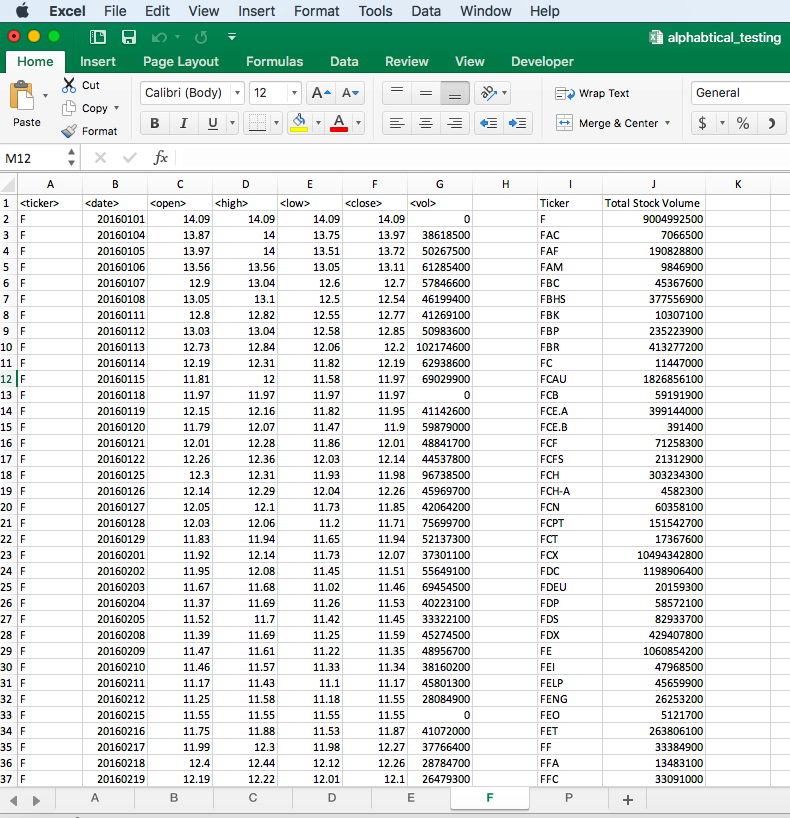 Excel File Edit View Insert Format Tools Data Window Help
alphabtical_testing
Home Insert Page Layout Formulas Data Review View Developer
Cut
Calibri (Body) 12 A A Wrap Text General
Copy
Paste Format B I U A Merge & Center $ % )
M12 fx
A B C D E F G H I J K
1 <ticker> <date> <open> <high> <low> <close> <vol> Ticker Total Stock Volume
2 F 20160101 14.09 14.09 14.09 14.09 0 F 9004992500
3 F 20160104 13.87 14 13.75 13.97 38618500 FAC 7066500
4 F 20160105 13.97 14 13.51 13.72 50267500 FAF 190828800
5 F 20160106 13.56 13.56 13.05 13.11 61285400 FAM 9846900
6 F 20160107 12.9 13.04 12.6 12.7 57846600 FBC 45367600
7 F 20160108 13.05 13.1 12.5 12.54 46199400 FBHS 377556900
8 F 20160111 12.8 12.82 12.55 12.77 41269100 FBK 10307100
9 F 20160112 13.03 13.04 12.58 12.85 50983600 FBP 235223900
10 F 20160113 12.73 12.84 12.06 12.2 102174600 FBR 413277200
11 F 20160114 12.19 12.31 11.82 12.19 62938600 FC 11447000
12 F 20160115 11.81 12 11.58 11.97 69029900 FCAU 1826856100
13 F 20160118 11.97 11.97 11.97 11.97 0 FCB 59191900
14 F 20160119 12.15 12.16 11.82 11.95 41142600 FCE.A 399144000
15 F 20160120 11.79 12.07 11.47 11.9 59879000 FCE.B 391400
16 F 20160121 12.01 12.28 11.86 12.01 48841700 FCF 71258300
17 F 20160122 12.26 12.36 12.03 12.14 44537800 FCFS 21312900
18 F 20160125 12.3 12.31 11.93 11.98 96738500 FCH 303234300
19 F 20160126 12.14 12.29 12.04 12.26 45969700 FCH-A 4582300
20 F 20160127 12.05 12.1 11.73 11.85 42064200 FCN 60358100
21 F 20160128 12.03 12.06 11.2 11.71 75699700 FCPT 151542700
22 F 20160129 11.83 11.94 11.65 11.94 52137300 FCT 17367600
23 F 20160201 11.92 12.14 11.73 12.07 37301100 FCX 10494342800
24 F 20160202 11.95 12.08 11.45 11.51 55649100 FDC 1198906400
25 F 20160203 11.67 11.68 11.02 11.46 69454500 FDEU 20159300
26 F 20160204 11.37 11.69 11.26 11.53 40223100 FDP 58572100
27 F 20160205 11.52 11.7 11.42 11.45 33322100 FDS 82933700
28 F 20160208 11.39 11.69 11.25 11.59 45274500 FDX 429407800
29 F 20160209 11.47 11.61 11.22 11.35 48956700 FE 1060854200
30 F 20160210 11.46 11.57 11.33 11.34 38160200 FEI 47968500
31 F 20160211 11.17 11.43 11.1 11.17 45801300 FELP 45659900
32 F 20160212 11.25 11.58 11.18 11.55 28084900 FENG 26253200
33 F 20160215 11.55 11.55 11.55 11.55 0 FEO 5121700
34 F 20160216 11.75 11.88 11.53 11.87 41072000 FET 263806100
35 F 20160217 11.99 12.3 11.98 12.27 37766400 FF 33384900
36 F 20160218 12.4 12.44 12.12 12.26 28784700 FFA 13483100
37 F 20160219 12.19 12.22 12.01 12.1 26479300 FFC 33091000
A B C D E F P +